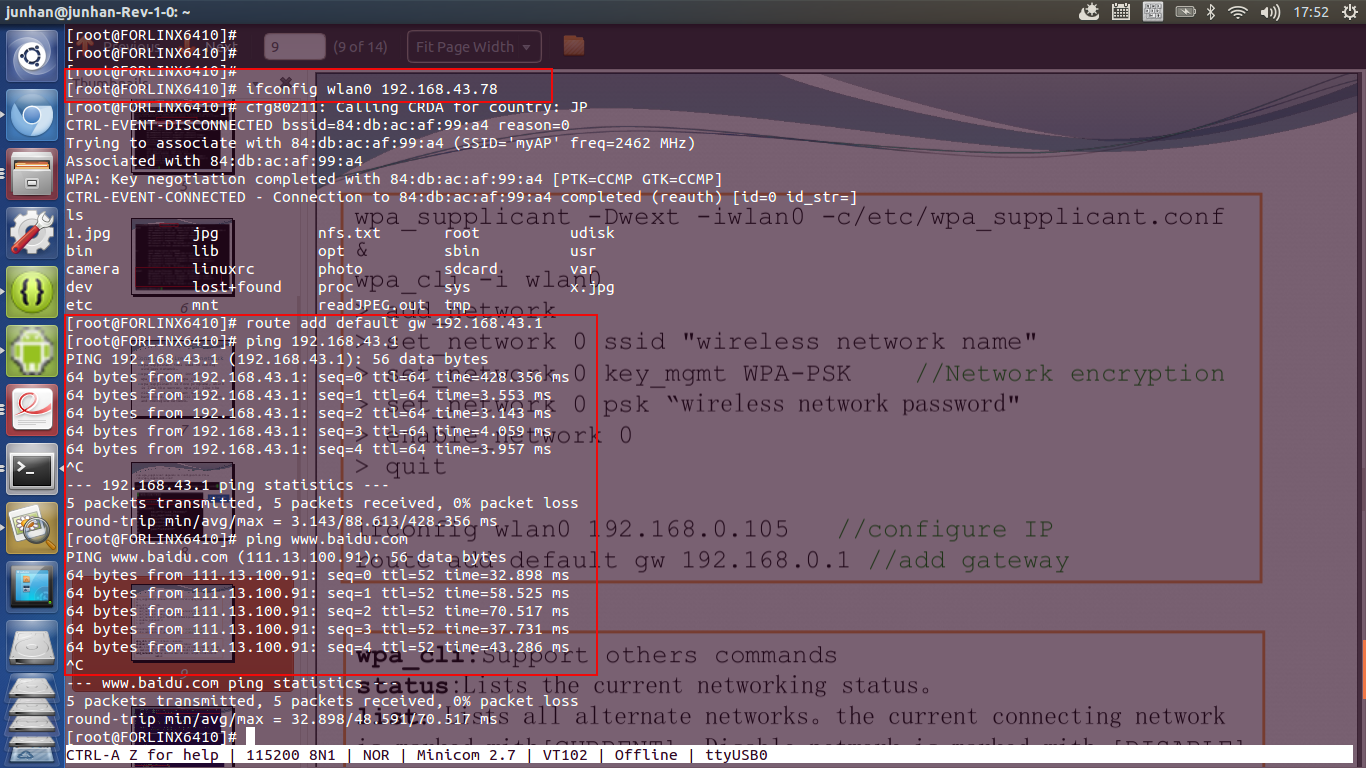 junhan@junhan-Rev-1-0: ~
17:52
[root@FORLINX6410]#
[root@FORLINX6410]#
[root@FORLINX6410]#
Previous Next 9 (9 of 14) Fit Page Width
Thumbnails
[root@FORLINX6410]# ifconfig wlan0 192.168.43.78
[root@FORLINX6410]# cfg80211: Calling CRDA for country: JP
CTRL-EVENT-DISCONNECTED bssid=84:db:ac:af:99:a4 reason=0
Trying to associate with 84:db:ac:af:99:a4 (SSID='myAP' freq=2462 MHz)
Associated with 84:db:ac:af:99:a4
WPA: Key negotiation completed with 84:db:ac:af:99:a4 [PTK=CCMP GTK=CCMP]
CTRL-EVENT-CONNECTED - Connection to 84:db:ac:af:99:a4 completed (reauth) [id=0 id_str=]
ls
1.jpg jpg nfs.txt root udisk
bin lib opt sbin usr
camera linuxrc photo sdcard var
dev lost+found proc sys x.jpg
etc mnt readJPEG.out tmp
[root@FORLINX6410]# route add default gw 192.168.43.1
[root@FORLINX6410]# ping 192.168.43.1
PING 192.168.43.1 (192.168.43.1): 56 data bytes
64 bytes from 192.168.43.1: seq=0 ttl=64 time=428.356 ms
64 bytes from 192.168.43.1: seq=1 ttl=64 time=3.553 ms
64 bytes from 192.168.43.1: seq=2 ttl=64 time=3.143 ms
64 bytes from 192.168.43.1: seq=3 ttl=64 time=4.059 ms
64 bytes from 192.168.43.1: seq=4 ttl=64 time=3.957 ms
^C
--- 192.168.43.1 ping statistics ---
5 packets transmitted, 5 packets received, 0% packet loss
round-trip min/avg/max = 3.143/88.613/428.356 ms
[root@FORLINX6410]# ping www.baidu.com
PING www.baidu.com (111.13.100.91): 56 data bytes
64 bytes from 111.13.100.91: seq=0 ttl=52 time=32.898 ms
64 bytes from 111.13.100.91: seq=1 ttl=52 time=58.525 ms
64 bytes from 111.13.100.91: seq=2 ttl=52 time=70.517 ms
64 bytes from 111.13.100.91: seq=3 ttl=52 time=37.731 ms
64 bytes from 111.13.100.91: seq=4 ttl=52 time=43.286 ms
^C
--- www.baidu.com ping statistics ---
5 packets transmitted, 5 packets received, 0% packet loss
round-trip min/avg/max = 32.898/48.591/70.517 ms
[root@FORLINX6410]#
CTRL-A Z for help | 115200 8N1 | NOR | Minicom 2.7 | VT102 | Offline | ttyUSB0
wpa_supplicant -Dwext -iwlan0 -c/etc/wpa_supplicant.conf
&
wpa_cli -i wlan0
> add_network
> set_network 0 ssid "wireless network name"
> set_network 0 key_mgmt WPA-PSK //Network encryption
> set_network 0 psk “wireless network password"
> enable_network 0
> quit
ifconfig wlan0 192.168.0.105 //configure IP
route add default gw 192.168.0.1 //add gateway
wpa_cli:Support others commands
status:Lists the current networking status。
Lists all alternate networks。the current connecting network